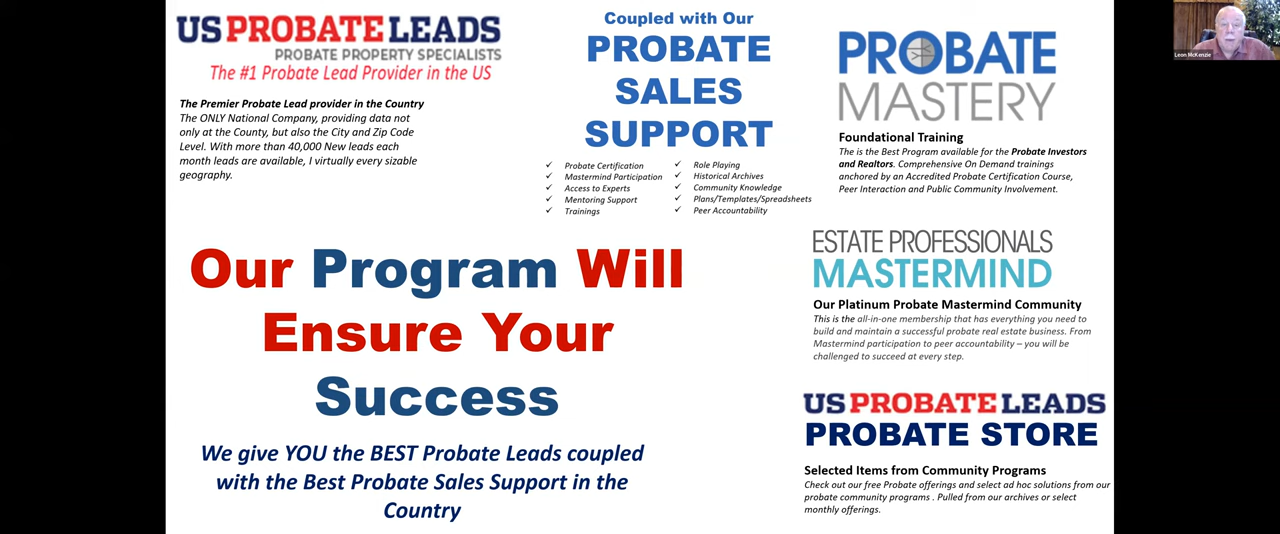 US PROBATE LEADS
PROBATE PROPERTY SPECIALISTS
The #1 Probate Lead Provider in the US
The Premier Probate Lead provider in the Country
The ONLY National Company, providing data not
only at the County, but also the City and Zip Code
Level. With more than 40,000 New leads each
month leads are available, I virtually every sizable
geography.
Coupled with Our
PROBATE
SALES
SUPPORT
✓ Probate Certification
✓ Mastermind Participation
✓ Access to Experts
✓ Mentoring Support
✓ Trainings
✓ Role Playing
✓ Historical Archives
✓ Community Knowledge
✓ Plans/Templates/Spreadsheets
✓ Peer Accountability
PROBATE
MASTERY
Foundational Training
The is the Best Program available for the Probate Investors
and Realtors. Comprehensive On Demand trainings
anchored by an Accredited Probate Certification Course,
Peer Interaction and Public Community Involvement.
Our Program Will
Ensure Your
Success
We give YOU the BEST Probate Leads coupled
with the Best Probate Sales Support in the
Country
ESTATE PROFESSIONALS
MASTERMIND
Our Platinum Probate Mastermind Community
This is the all-in-one membership that has everything you need to
build and maintain a successful probate real estate business. From
Mastermind participation to peer accountability – you will be
challenged to succeed at every step.
US PROBATE LEADS
PROBATE STORE
Selected Items from Community Programs
Check out our free Probate offerings and select ad hoc solutions from our
probate community programs . Pulled from our archives or select
monthly offerings.
Leon McKenzie